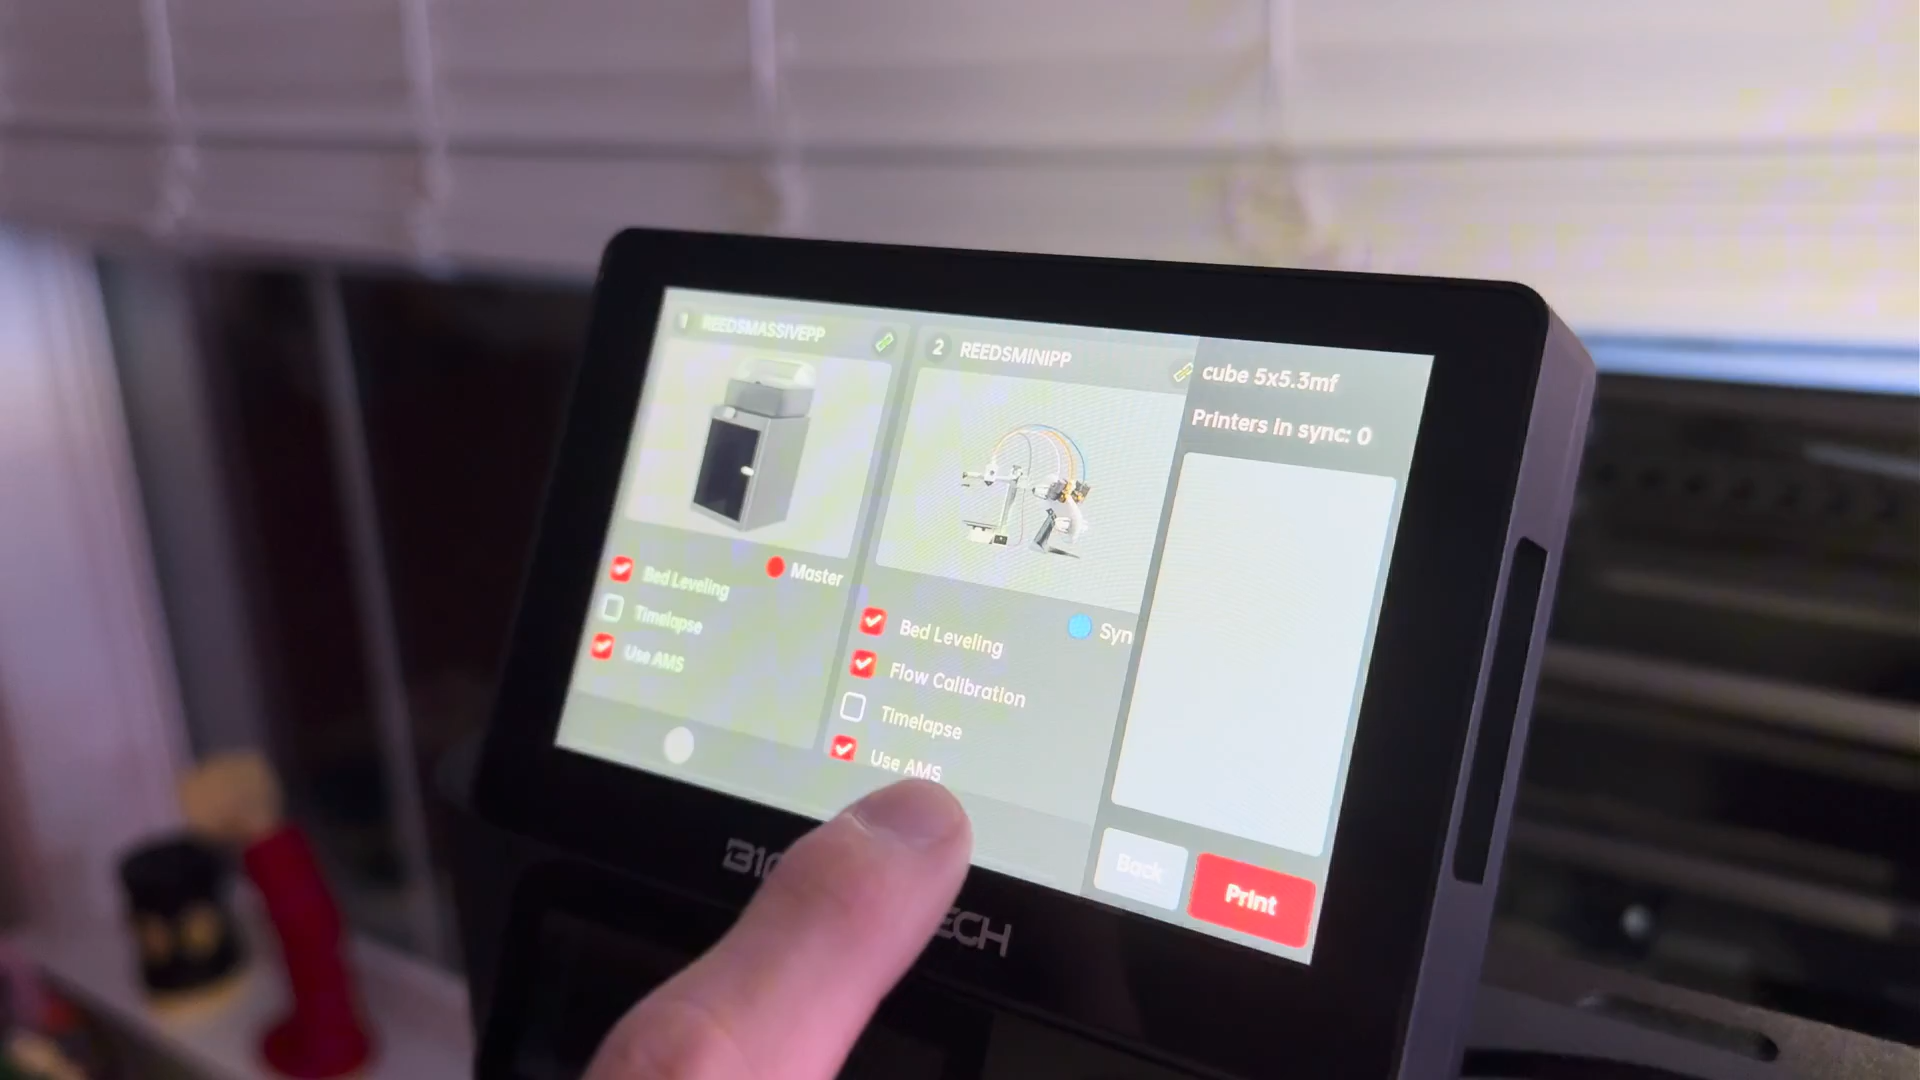 1 REEDSMASSIVEPP
Master
Bed Leveling
Timelapse
Use AMS
2 REEDSMINIPP
Syn
Bed Leveling
Flow Calibration
Timelapse
Use AMS
cube 5x5.3mf
Printers in sync: 0
Back
Print